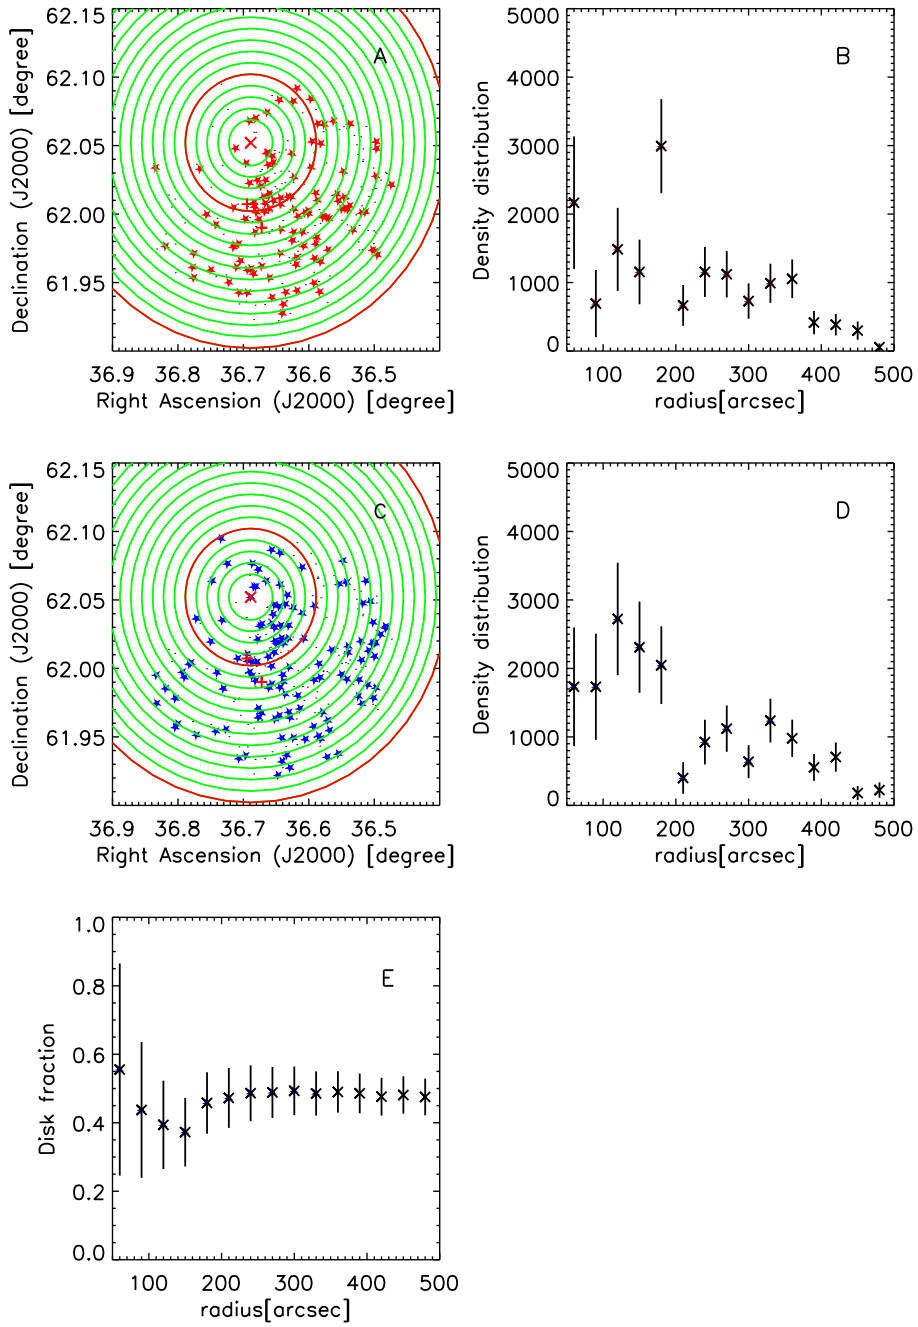 62.15
62.10
62.05
62.00
61.95
Declination (J2000) [degree]
A
36.9 36.8 36.7 36.6 36.5
Right Ascension (J2000) [degree]
5000
4000
3000
2000
1000
0
Density distribution
B
100 200 300 400 500
radius[arcsec]
62.15
62.10
62.05
62.00
61.95
Declination (J2000) [degree]
C
36.9 36.8 36.7 36.6 36.5
Right Ascension (J2000) [degree]
5000
4000
3000
2000
1000
0
Density distribution
D
100 200 300 400 500
radius[arcsec]
1.0
0.8
0.6
0.4
0.2
0.0
Disk fraction
E
100 200 300 400 500
radius[arcsec]